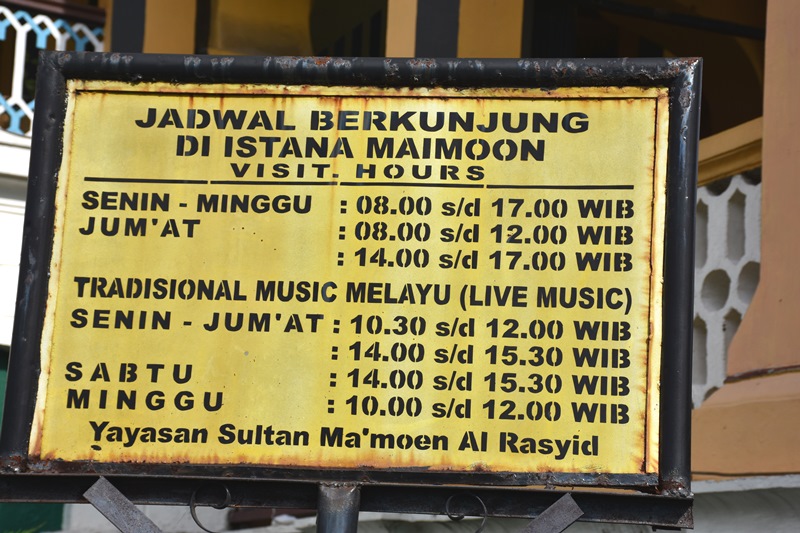 JADWAL BERKUNJUNG
DI ISTANA MAIMOON
VISIT. HOURS
SENIN - MINGGU : 08.00 s/d 17.00 WIB
JUM'AT : 08.00 s/d 12.00 WIB
: 14.00 s/d 17.00 WIB
TRADISIONAL MUSIC MELAYU (LIVE MUSIC)
SENIN - JUM'AT : 10.30 s/d 12.00 WIB
: 14.00 s/d 15.30 WIB
SABTU : 14.00 s/d 15.30 WIB
MINGGU : 10.00 s/d 12.00 WIB
Yayasan Sultan Ma'moen Al Rasyid